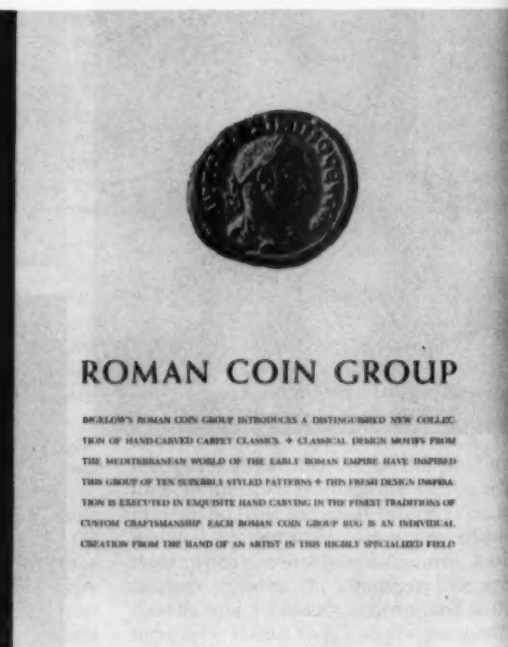 ROMAN COIN GROUP
BIGELOW'S ROMAN COIN GROUP INTRODUCES A DISTINGUISHED NEW COLLEC-
TION OF HAND-CARVED CARPET CLASSICS. ✦ CLASSICAL DESIGN MOTIFS FROM
THE MEDITERRANEAN WORLD OF THE EARLY ROMAN EMPIRE HAVE INSPIRED
THIS GROUP OF TEN SUPERBLY STYLED PATTERNS ✦ THIS FRESH DESIGN INSPIRA-
TION IS EXECUTED IN EXQUISITE HAND CARVING IN THE FINEST TRADITIONS OF
CUSTOM CRAFTSMANSHIP. EACH ROMAN COIN GROUP RUG IS AN INDIVIDUAL
CREATION FROM THE HAND OF AN ARTIST IN THIS HIGHLY SPECIALIZED FIELD